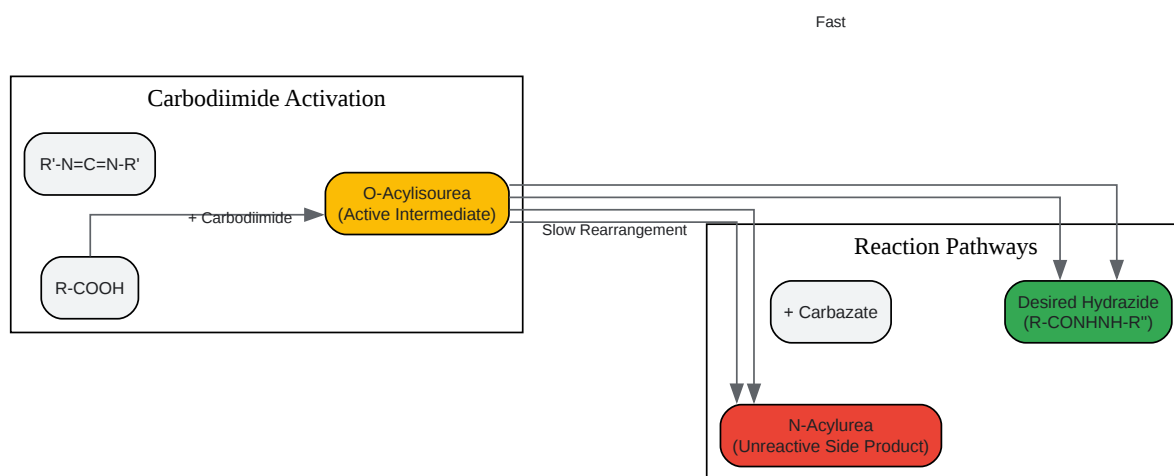 Fast
Carbodiimide Activation
R'-N=C=N-R'
O-Acylisourea
(Active Intermediate)
+ Carbodiimide
Slow Rearrangement
R-COOH
Reaction Pathways
+ Carbazate
Desired Hydrazide
(R-CONHNH-R")
N-Acylurea
(Unreactive Side Product)